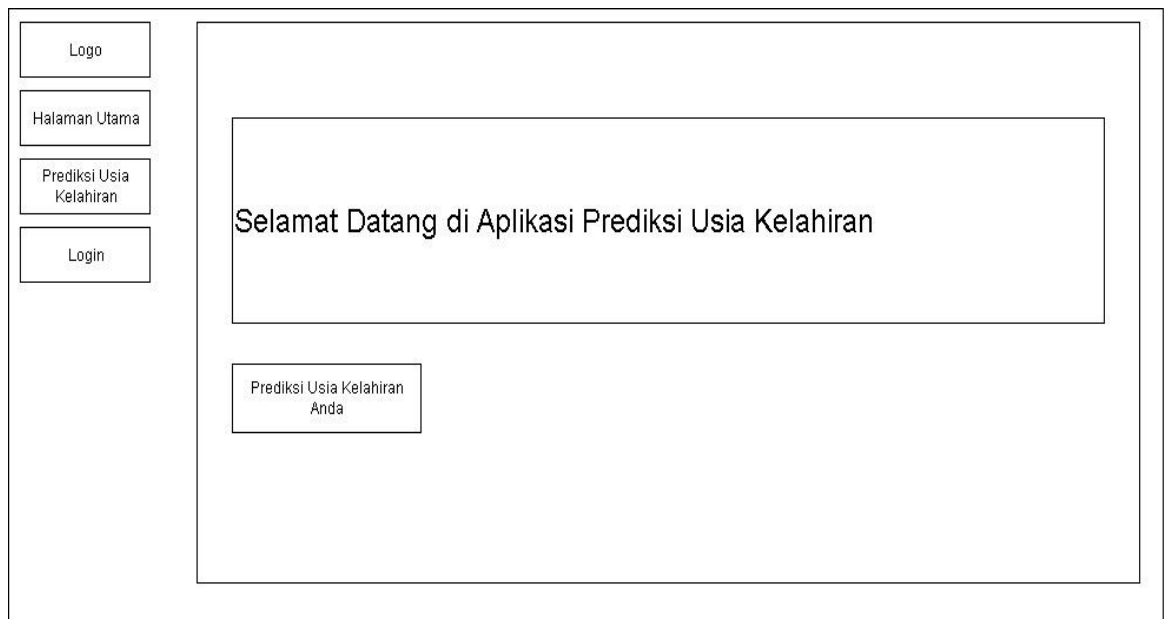 Logo
Halaman Utama
Prediksi Usia
Kelahiran
Login
Selamat Datang di Aplikasi Prediksi Usia Kelahiran
Prediksi Usia Kelahiran
Anda